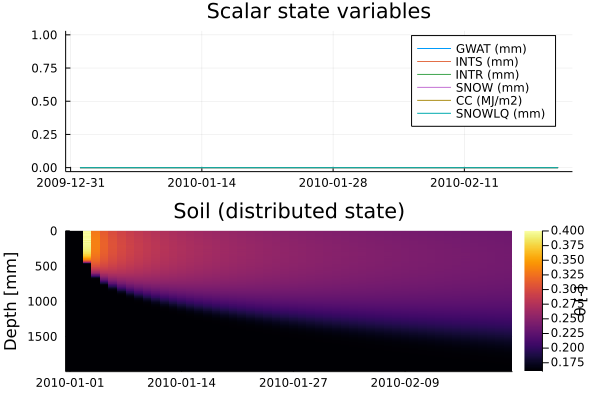 Scalar state variables
1.00
0.75
0.50
0.25
0.00
GWAT (mm)
INTS (mm)
INTR (mm)
SNOW (mm)
CC (MJ/m2)
SNOWLQ (mm)
2009-12-31 2010-01-14 2010-01-28 2010-02-11
Soil (distributed state)
Depth [mm]
0
500
1000
1500
2010-01-01 2010-01-14 2010-01-27 2010-02-09
0.400
0.375
0.350
0.325
0.300
0.275
0.250
0.225
0.200
0.175
θ [-]